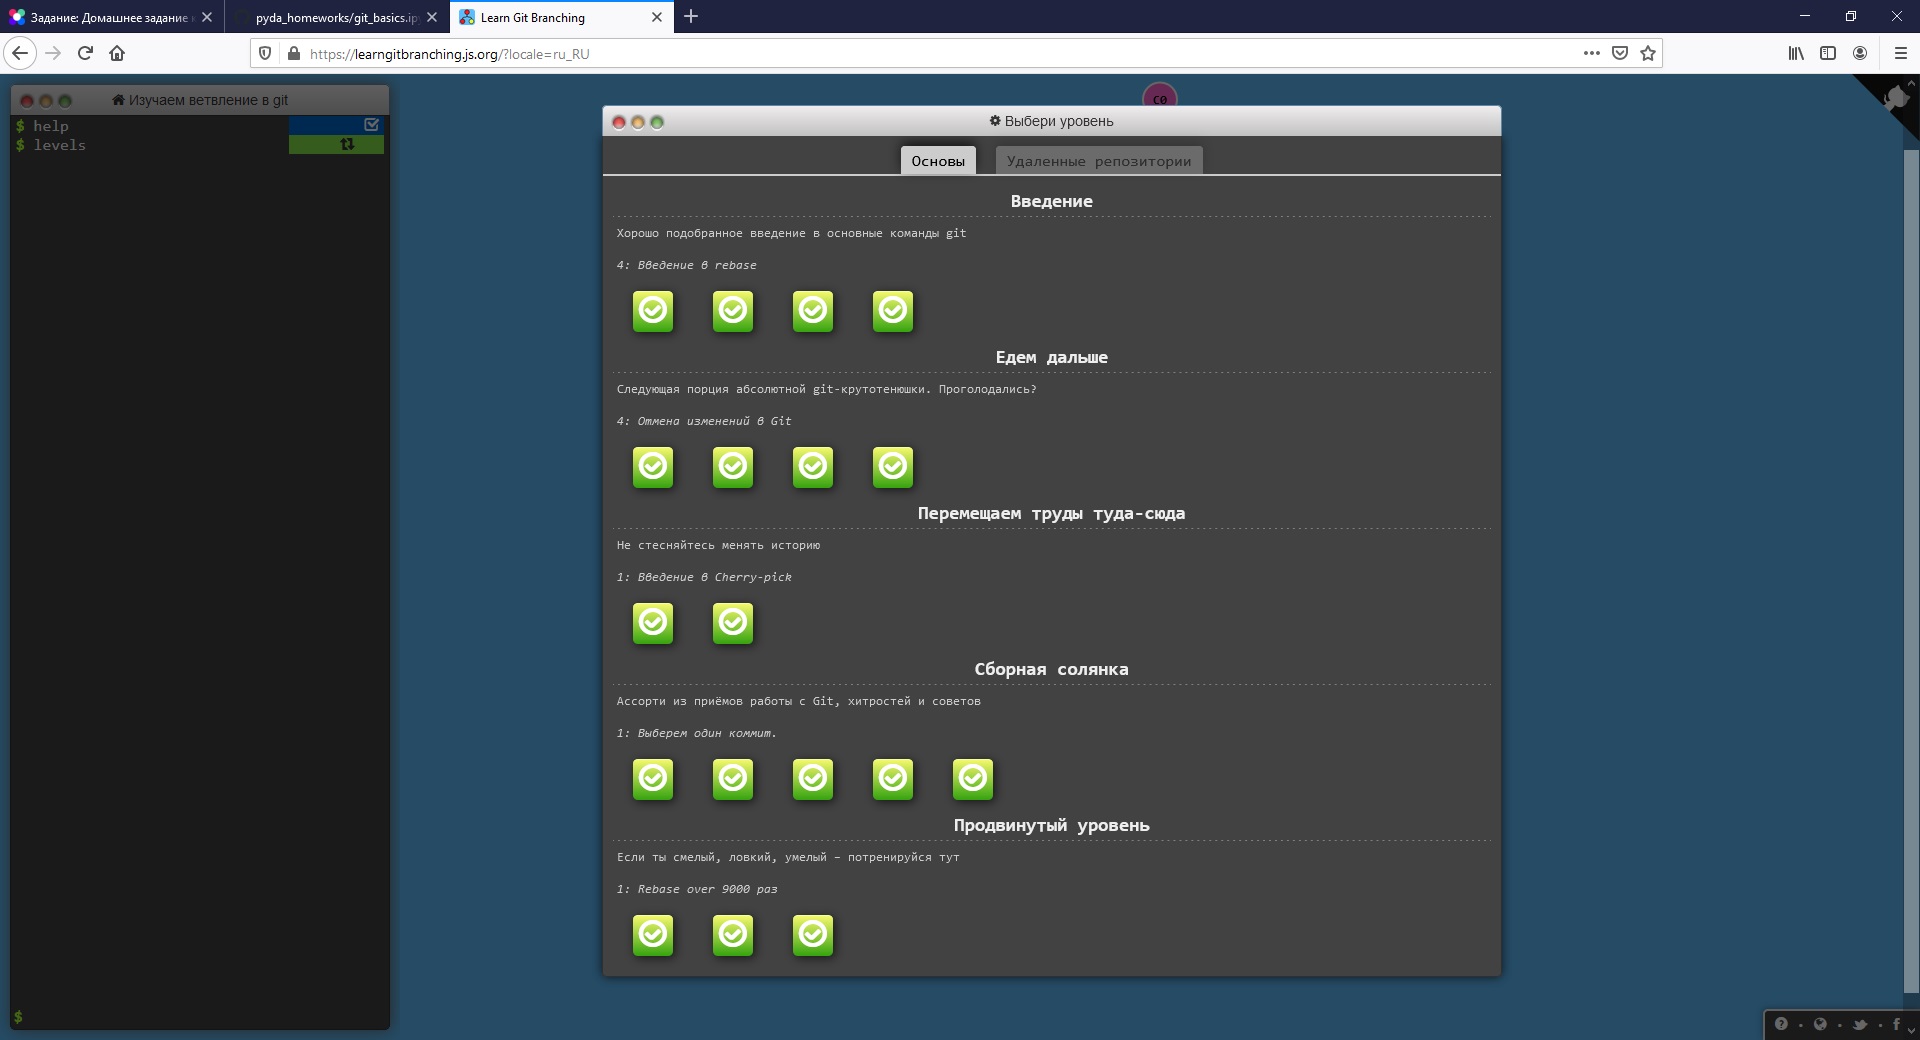 Задание: Домашнее задание к
pyda_homeworks/git_basics.ip
Learn Git Branching
https://learngitbranching.js.org/?locale=ru_RU
Изучаем ветвление в git
$ help
$ levels
$
C0
Выбери уровень
Основы
Удаленные репозитории
Введение
Хорошо подобранное введение в основные команды git
4: Введение в rebase
Едем дальше
Следующая порция абсолютной git-крутотенюшки. Проголодались?
4: Отмена изменений в Git
Перемещаем труды туда-сюда
Не стесняйтесь менять историю
1: Введение в Cherry-pick
Сборная солянка
Ассорти из приёмов работы с Git, хитростей и советов
1: Выберем один коммит.
Продвинутый уровень
Если ты смелый, ловкий, умелый – потренируйся тут
1: Rebase over 9000 раз